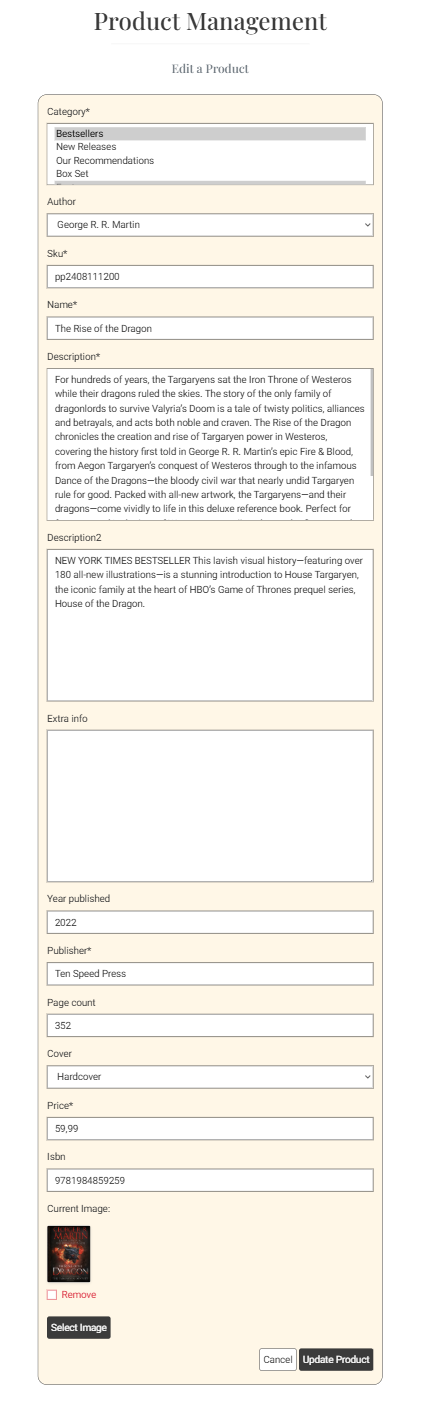 Product Management
Edit a Product
Category*
Bestsellers
New Releases
Our Recommendations
Box Set
Author
George R. R. Martin
Sku*
pp2408111200
Name*
The Rise of the Dragon
Description*
For hundreds of years, the Targaryens sat the Iron Throne of Westeros
while their dragons ruled the skies. The story of the only family of
dragonlords to survive Valyria's Doom is a tale of twisty politics, alliances
and betrayals, and acts both noble and craven. The Rise of the Dragon
chronicles the creation and rise of Targaryen power in Westeros,
covering the history first told in George R. R. Martin's epic Fire & Blood,
from Aegon Targaryen's conquest of Westeros through to the infamous
Dance of the Dragons—the bloody civil war that nearly undid Targaryen
rule for good. Packed with all-new artwork, the Targaryens—and their
dragons—come vividly to life in this deluxe reference book. Perfect for
Description2
NEW YORK TIMES BESTSELLER This lavish visual history—featuring over
180 all-new illustrations—is a stunning introduction to House Targaryen,
the iconic family at the heart of HBO's Game of Thrones prequel series,
House of the Dragon.
Extra info
Year published
2022
Publisher*
Ten Speed Press
Page count
352
Cover
Hardcover
Price*
59,99
Isbn
9781984859259
Current Image:
MARTIN
DRAGON
Remove
Select Image
Cancel Update Product